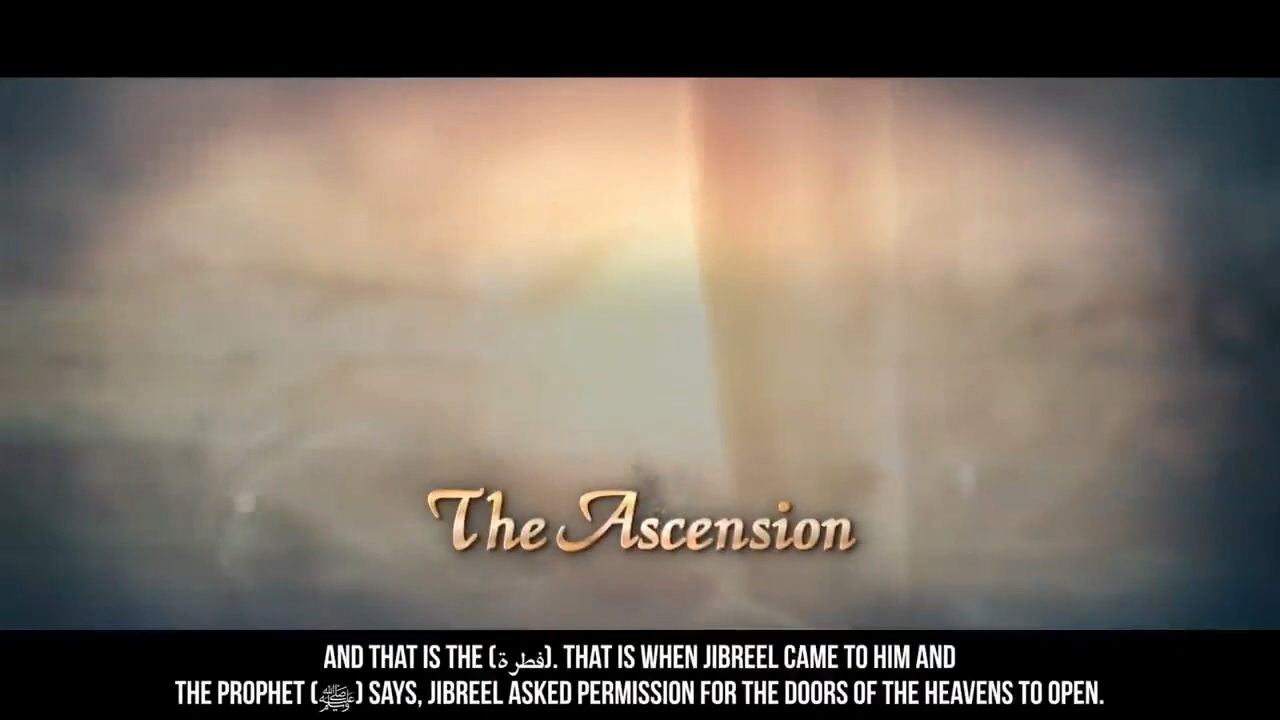 The Ascension
AND THAT IS THE (فطرة). THAT IS WHEN JIBREEL CAME TO HIM AND
THE PROPHET (ﷺ) SAYS, JIBREEL ASKED PERMISSION FOR THE DOORS OF THE HEAVENS TO OPEN.